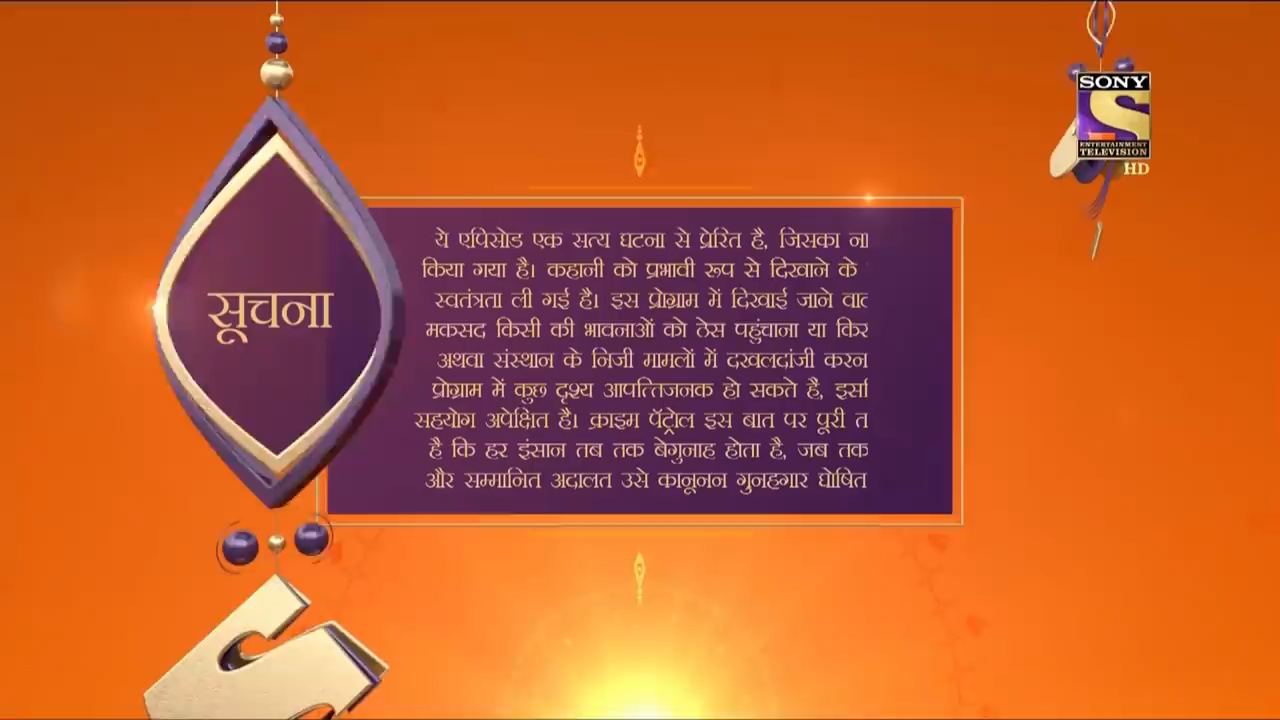 सूचना
SONY
ENTERTAINMENT
TELEVISION
HD
ये एपिसोड एक सत्य घटना से प्रेरित है, जिसका
किया गया है। कहानी को प्रभावी रूप से दिखाने के
स्वतंत्रता ली गई है। इस प्रोग्राम में दिखाई जाने
मकसद किसी की भावनाओं को ठेस पहुंचाना या
अथवा संस्थान के निजी मामलों में दखलदांजी
प्रोग्राम में कुछ दृश्य आपत्तिजनक हो सकते हैं,
सहयोग अपेक्षित है। क्राइम पॅट्रोल इस बात पर पूरी
है कि हर इंसान तब तक बेगुनाह होता है, जब तक
और सम्मानित अदालत उसे कानूनन गुनहगार घोषित